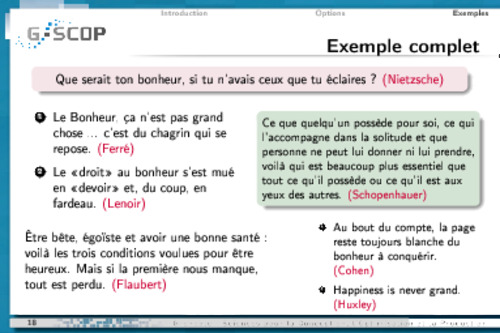 Introduction Options Exemples
G-SCOP
Exemple complet
Que serait ton bonheur, si tu n'avais ceux que tu éclaires ? (Nietzsche)
1 Le Bonheur, ça n'est pas grand
chose ... c'est du chagrin qui se
repose. (Ferré)
2 Le «droit» au bonheur s'est mué
en «devoir» et, du coup, en
fardeau. (Lenoir)
Être bête, égoïste et avoir une bonne santé :
voilà les trois conditions voulues pour être
heureux. Mais si la première nous manque,
tout est perdu. (Flaubert)
Ce que quelqu'un possède pour soi, ce qui
l'accompagne dans la solitude et que
personne ne peut lui donner ni lui prendre,
voilà qui est beaucoup plus essentiel que
tout ce qu'il possède ou ce qu'il est aux
yeux des autres. (Schopenhauer)
Au bout du compte, la page
reste toujours blanche du
bonheur à conquérir.
(Cohen)
Happiness is never grand.
(Huxley)
18